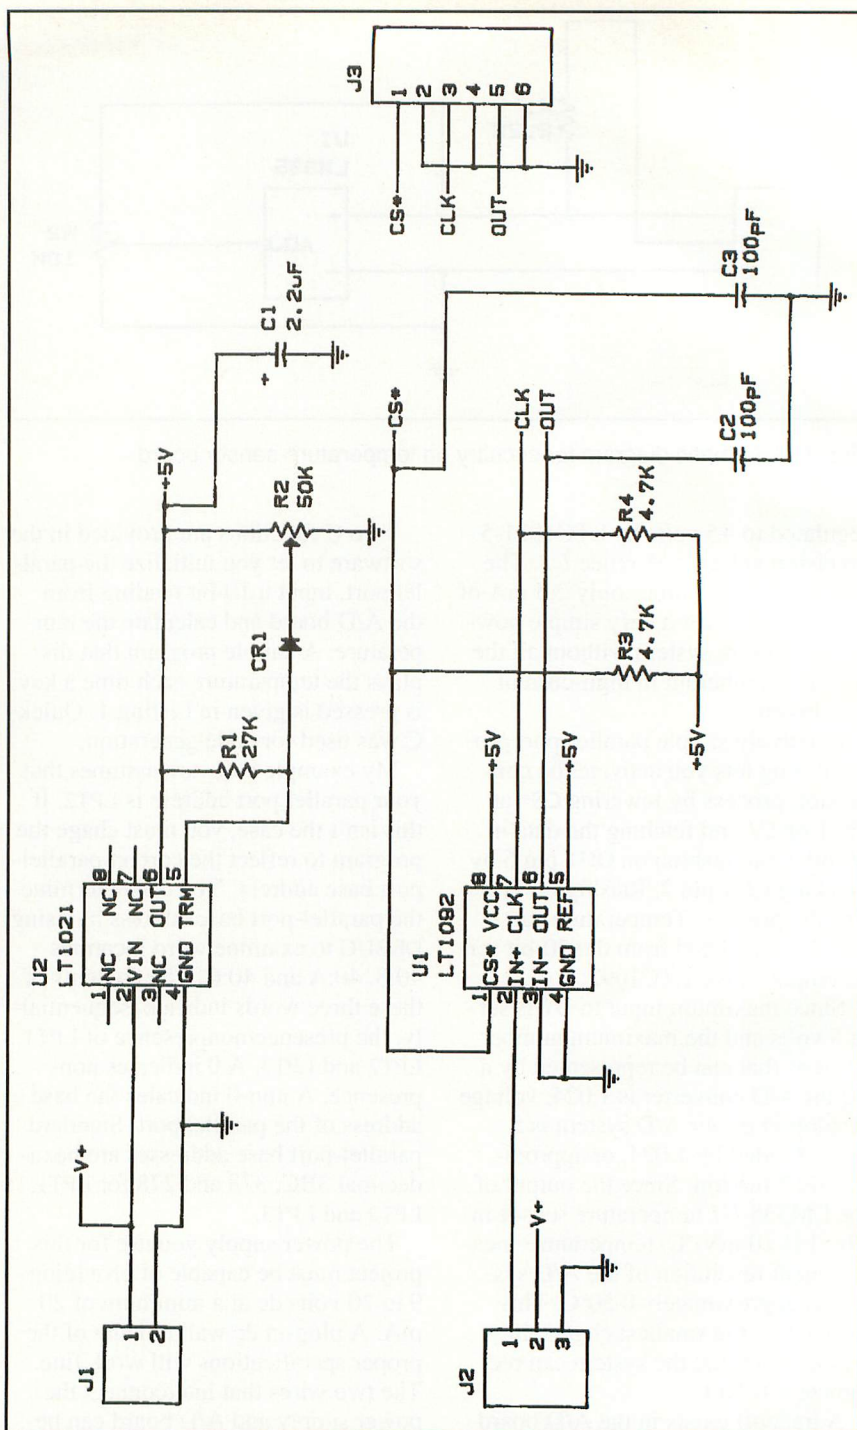 J3
1
2
3
4
5
6
CS*
CLK
OUT
C1
2.2uF
+
+5V
R2
50K
CR1
R1
27K
U2
LT1021
1 NC NC 8
2 VIN NC 7
3 NC OUT 6
4 GND TRM 5
V+
J1
1
2
CS*
C3
100pF
CLK
OUT
C2
100pF
R4
4.7K
R3
4.7K
+5V
+5V
+5V
U1
LT1092
1 CS* VCC 8
2 IN+ CLK 7
3 IN- OUT 6
4 GND REF 5
V+
J2
1
2
3